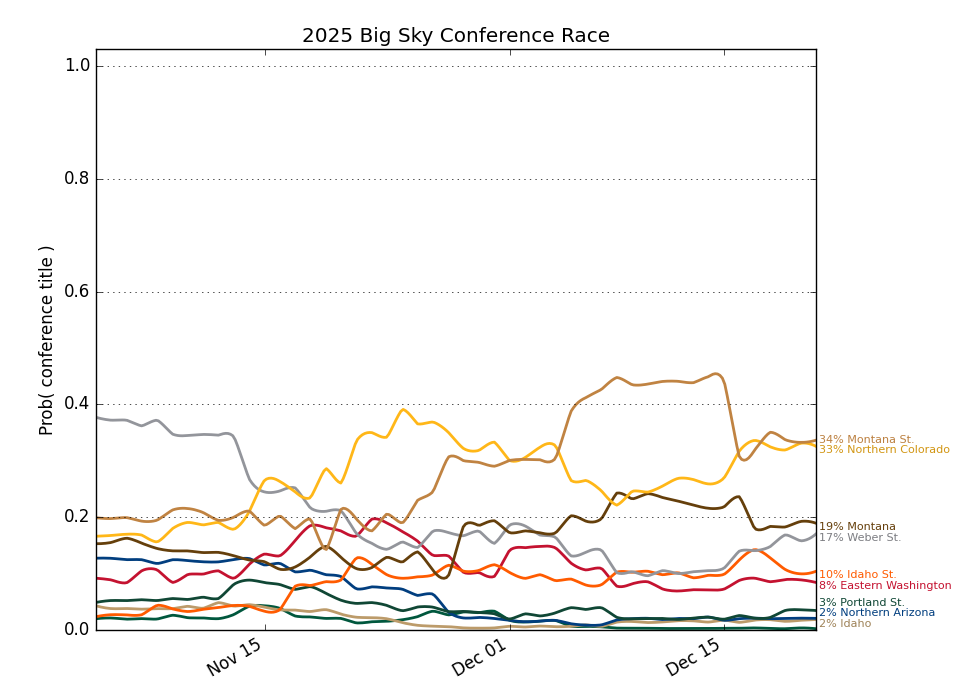 2025 Big Sky Conference Race
Prob( conference title )
1.0
0.8
0.6
0.4
0.2
0.0
Nov 15
Dec 01
Dec 15
34% Montana St.
33% Northern Colorado
19% Montana
17% Weber St.
10% Idaho St.
8% Eastern Washington
3% Portland St.
2% Northern Arizona
2% Idaho